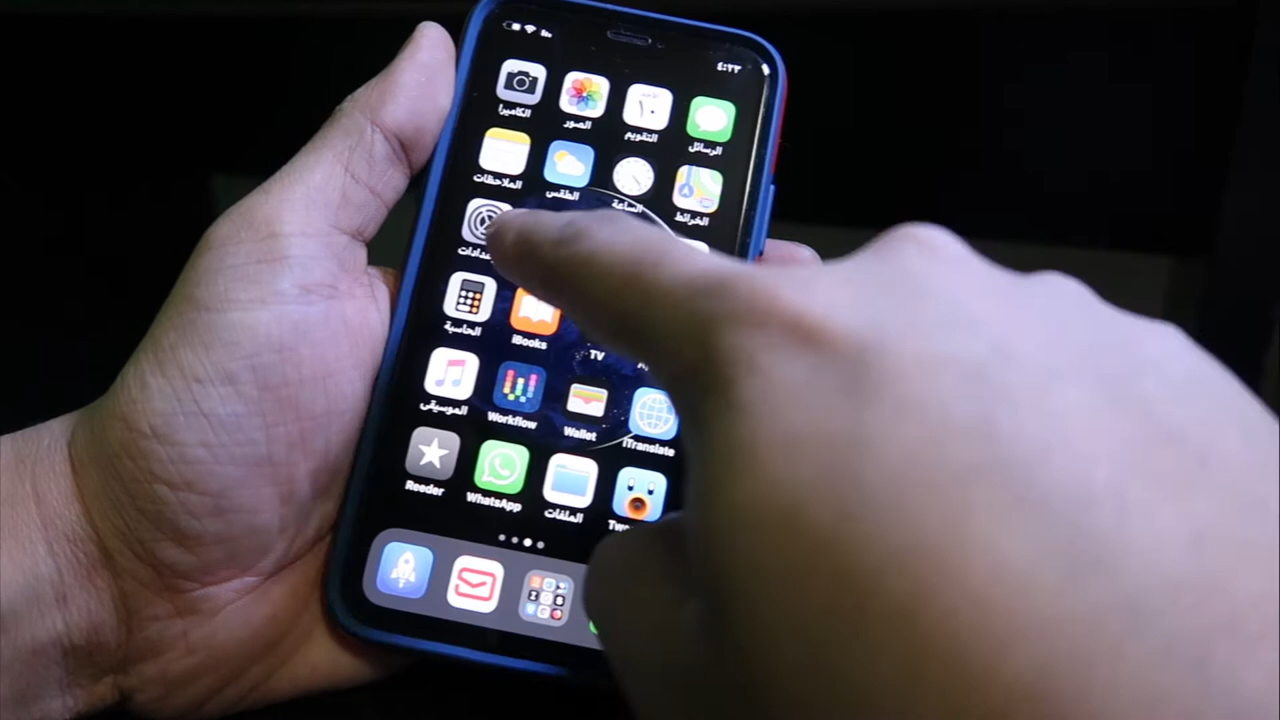 ٤:٢٣
الرسائل
التقويم
الصور
الكاميرا
الخرائط
الساعة
الطقس
الملاحظات
TV
iBooks
الحاسبة
iTranslate
Wallet
Workflow
الموسيقى
الملفات
WhatsApp
Reeder